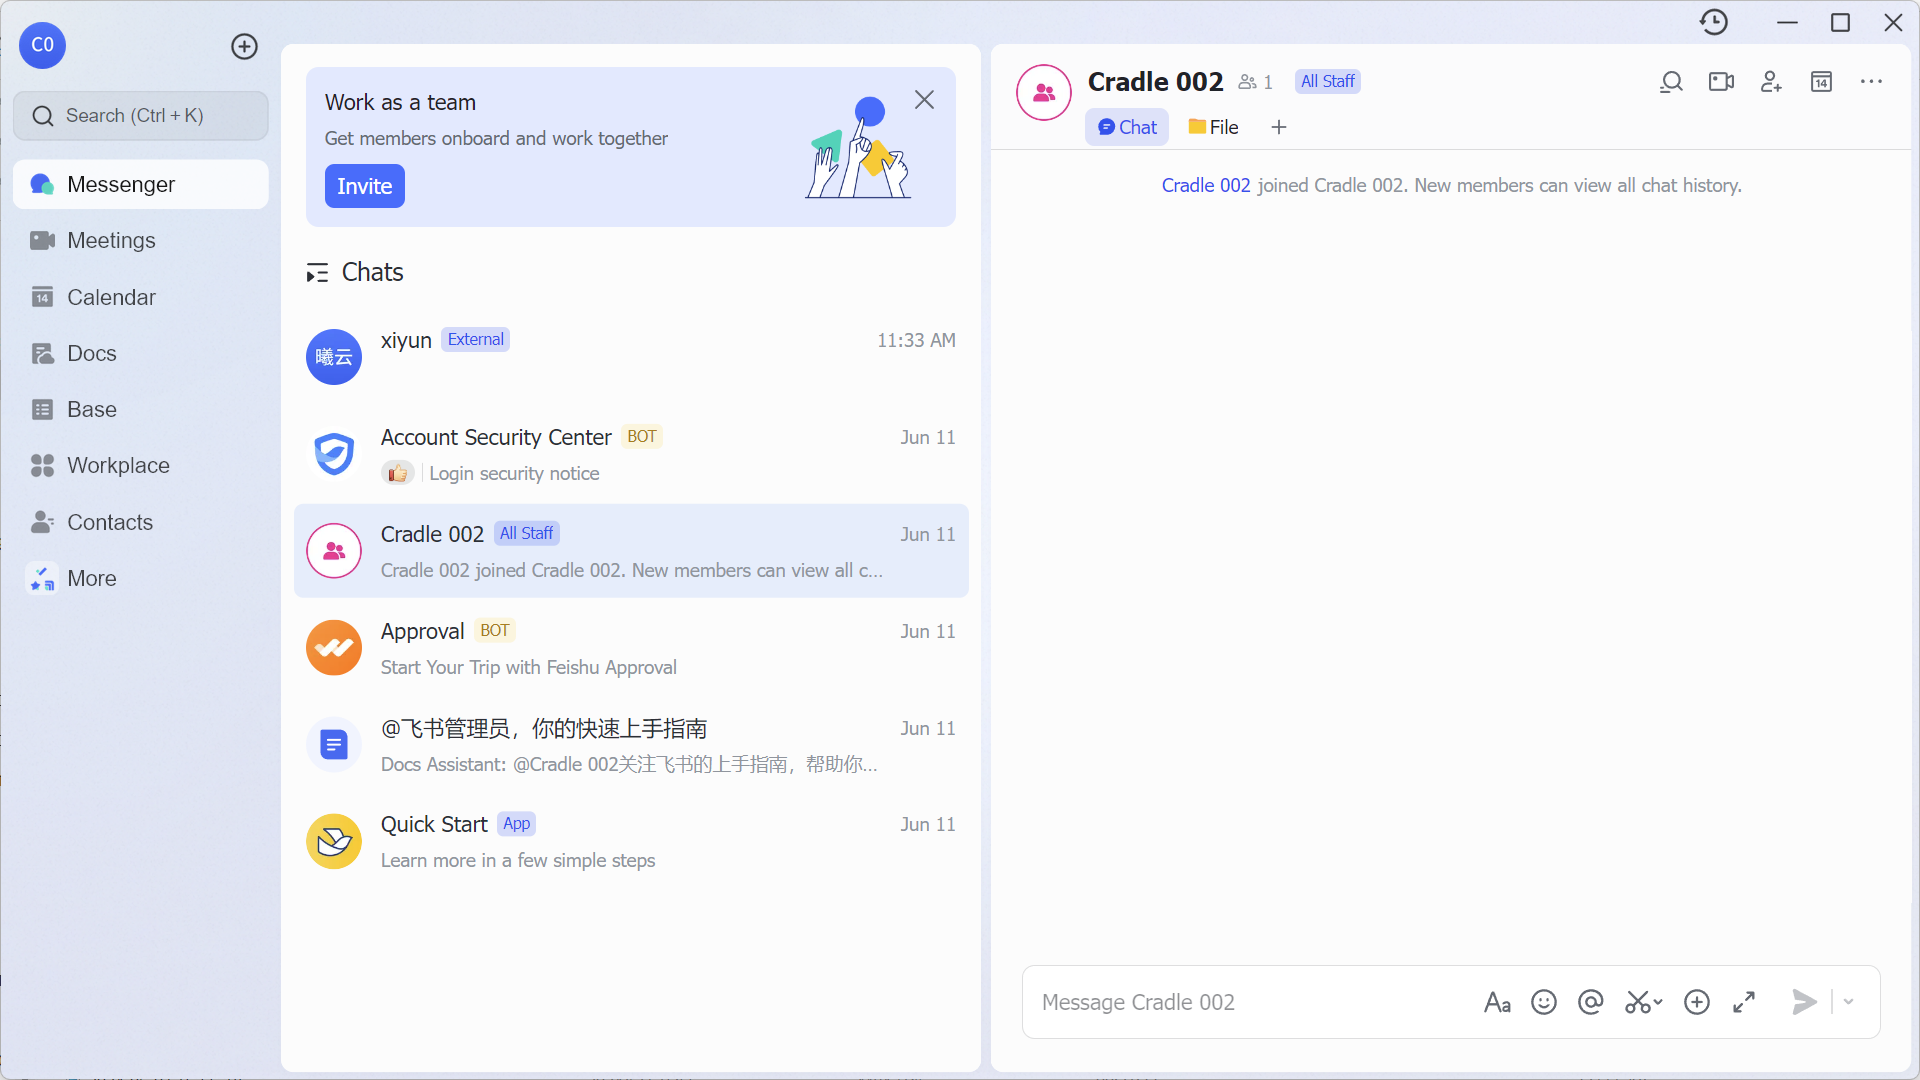 C0
Search (Ctrl + K)
Messenger
Meetings
14
Calendar
Docs
Base
Workplace
Contacts
More
Work as a team
Get members onboard and work together
Invite
Chats
曦云
xiyun External 11:33 AM
Account Security Center BOT Jun 11
Login security notice
Cradle 002 All Staff Jun 11
Cradle 002 joined Cradle 002. New members can view all c...
Approval BOT Jun 11
Start Your Trip with Feishu Approval
@飞书管理员，你的快速上手指南 Jun 11
Docs Assistant: @Cradle 002关注飞书的上手指南，帮助你...
Quick Start App Jun 11
Learn more in a few simple steps
Cradle 002 1 All Staff
14
Chat File
Cradle 002 joined Cradle 002. New members can view all chat history.
Message Cradle 002
Aa